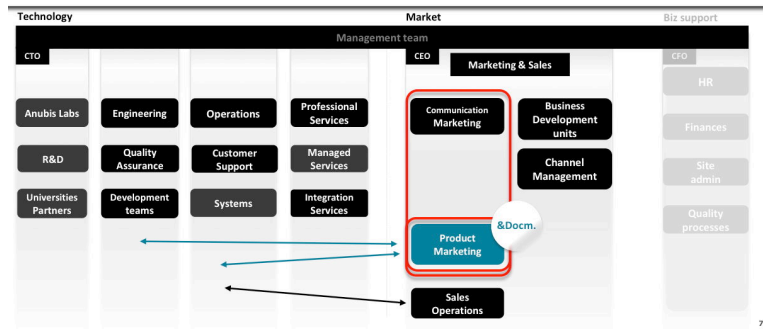 Technology
Market
Biz support
Management team
CTO
CEO
Marketing & Sales
CFO
Anubis Labs
Engineering
Operations
Professional
Services
R&D
Quality
Assurance
Customer
Support
Managed
Services
Universities
Partners
Development
teams
Systems
Integration
Services
Communication
Marketing
Business
Development
units
Channel
Management
&Docm.
Product
Marketing
Sales
Operations
HR
Finances
Site
admin
Quality
processes
7